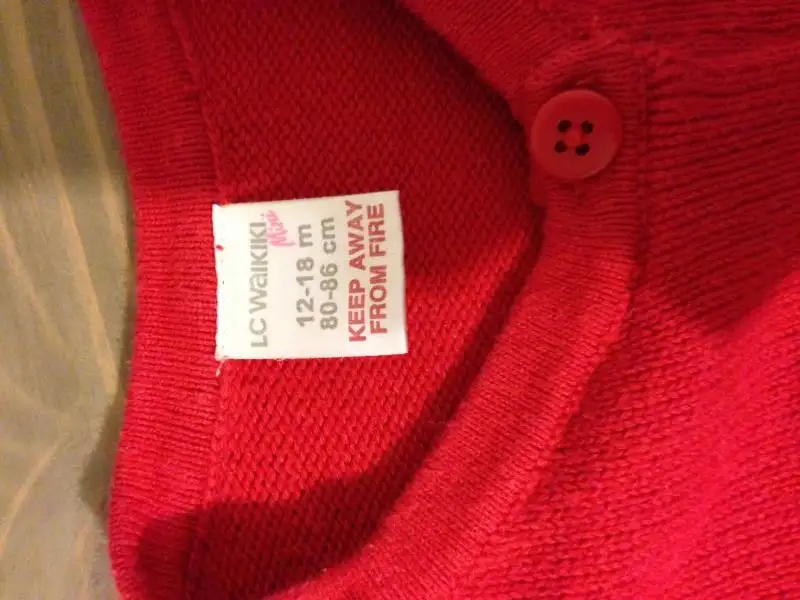 LC WAIKIKI
Mini
12-18 m
80-86 cm
KEEP AWAY
FROM FIRE